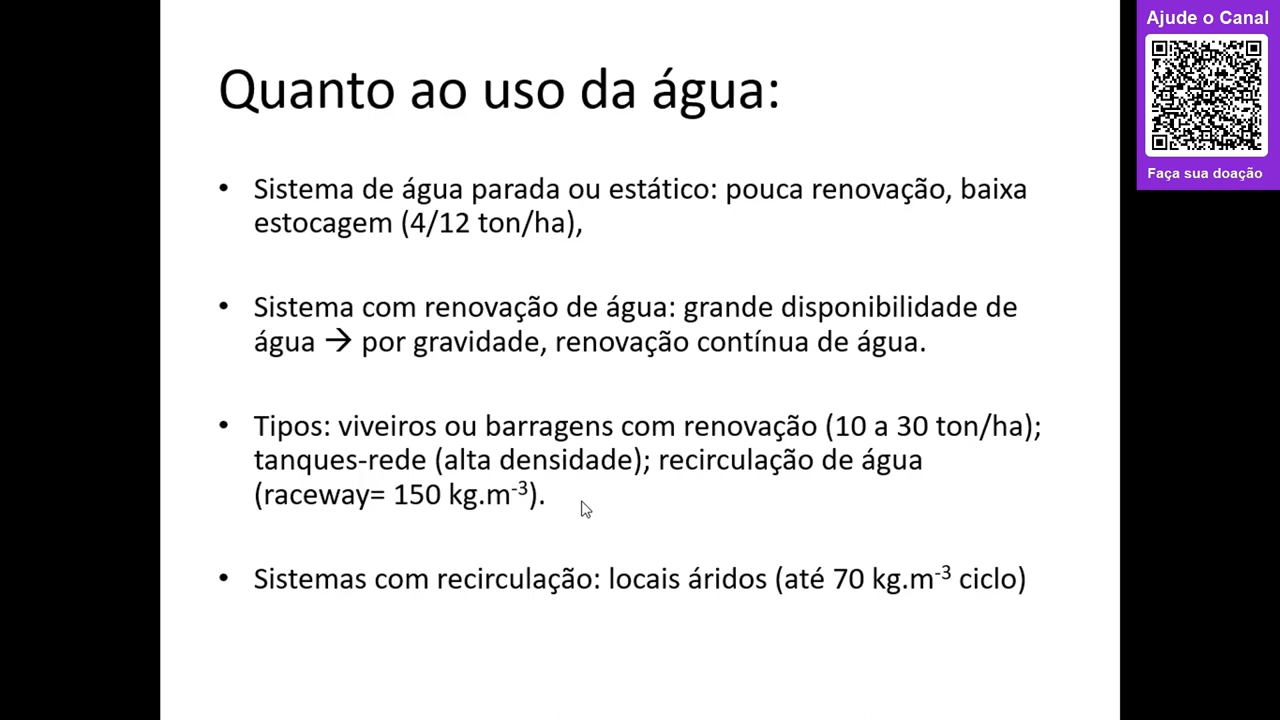 Quanto ao uso da água:
• Sistema de água parada ou estático: pouca renovação, baixa
estocagem (4/12 ton/ha),
• Sistema com renovação de água: grande disponibilidade de
água → por gravidade, renovação contínua de água.
• Tipos: viveiros ou barragens com renovação (10 a 30 ton/ha);
tanques-rede (alta densidade); recirculação de água
(raceway= 150 kg.m⁻³).
• Sistemas com recirculação: locais áridos (até 70 kg.m⁻³ ciclo)
Ajude o Canal
Faça sua doação